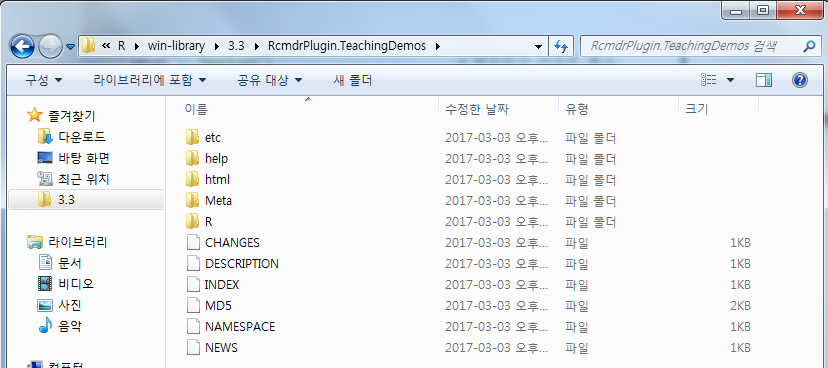 « R win-library 3.3 RcmdrPlugin.TeachingDemos RcmdrPlugin.TeachingDemos 검색
구성 라이브러리에 포함 공유 대상 새 폴더
이름 수정한 날짜 유형 크기
즐겨찾기
다운로드
바탕 화면
최근 위치
3.3
라이브러리
문서
비디오
사진
음악
컴퓨터
etc 2017-03-03 오후... 파일 폴더
help 2017-03-03 오후... 파일 폴더
html 2017-03-03 오후... 파일 폴더
Meta 2017-03-03 오후... 파일 폴더
R 2017-03-03 오후... 파일 폴더
CHANGES 2017-03-03 오후... 파일 1KB
DESCRIPTION 2017-03-03 오후... 파일 1KB
INDEX 2017-03-03 오후... 파일 1KB
MD5 2017-03-03 오후... 파일 2KB
NAMESPACE 2017-03-03 오후... 파일 1KB
NEWS 2017-03-03 오후... 파일 1KB